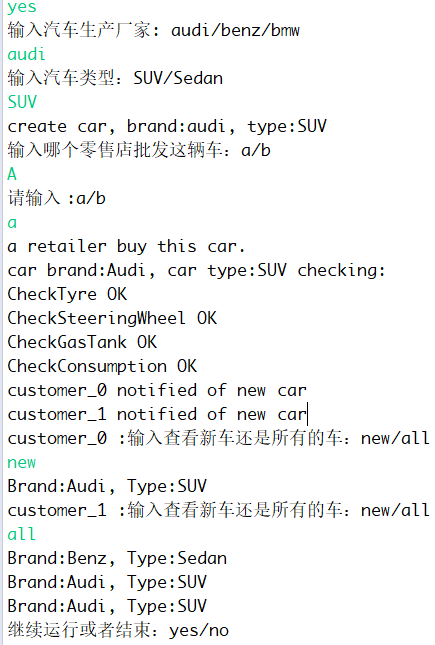 yes
输入汽车生产厂家: audi/benz/bmw
audi
输入汽车类型：SUV/Sedan
SUV
create car, brand:audi, type:SUV
输入哪个零售店批发这辆车：a/b
A
请输入:a/b
a
a retailer buy this car.
car brand:Audi, car type:SUV checking:
CheckTyre OK
CheckSteeringWheel OK
CheckGasTank OK
CheckConsumption OK
customer_0 notified of new car
customer_1 notified of new car
customer_0 :输入查看新车还是所有的车：new/all
new
Brand:Audi, Type:SUV
customer_1 :输入查看新车还是所有的车：new/all
all
Brand:Benz, Type:Sedan
Brand:Audi, Type:SUV
Brand:Audi, Type:SUV
继续运行或者结束：yes/no